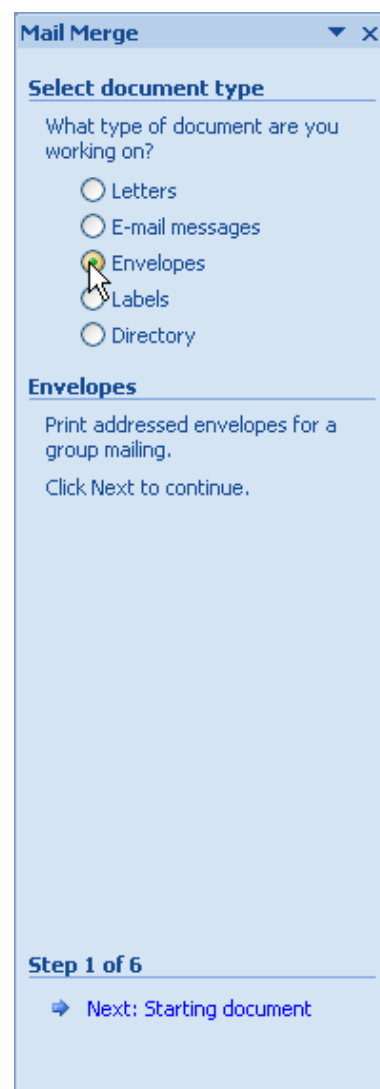 Mail Merge
Select document type
What type of document are you
working on?
Letters
E-mail messages
Envelopes
Labels
Directory
Envelopes
Print addressed envelopes for a
group mailing.
Click Next to continue.
Step 1 of 6
Next: Starting document